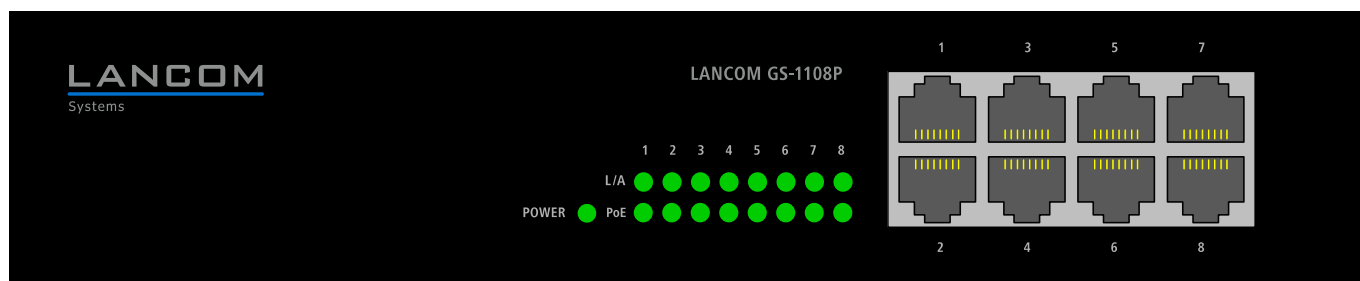 LANCOM
Systems
LANCOM GS-1108P
1 3 5 7
1 2 3 4 5 6 7 8
L/A
POWER PoE
2 4 6 8